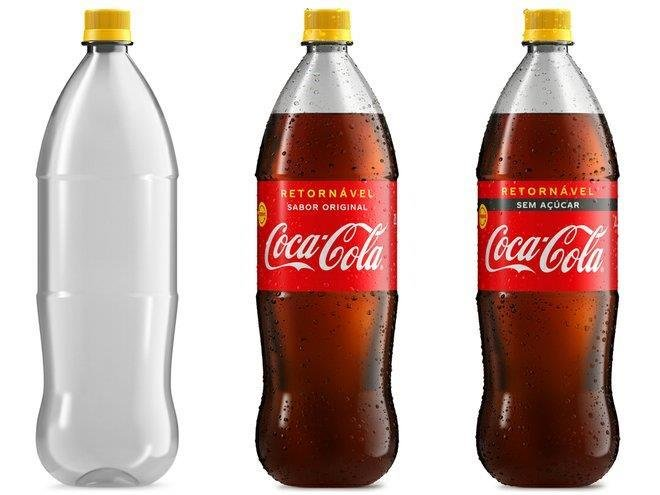 RETORNÁVEL
SABOR ORIGINAL
Coca-Cola
RETORNÁVEL
SEM AÇÚCAR
Coca-Cola